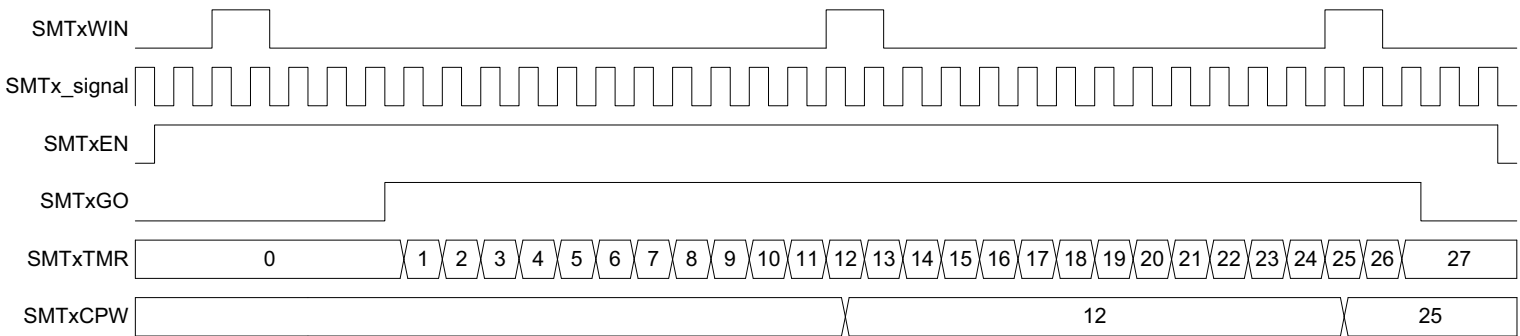 SMTxWIN
SMTx_signal
SMTxEN
SMTxGO
SMTxTMR 0 1 2 3 4 5 6 7 8 9 10 11 12 13 14 15 16 17 18 19 20 21 22 23 24 25 26 27
SMTxCPW 12 25